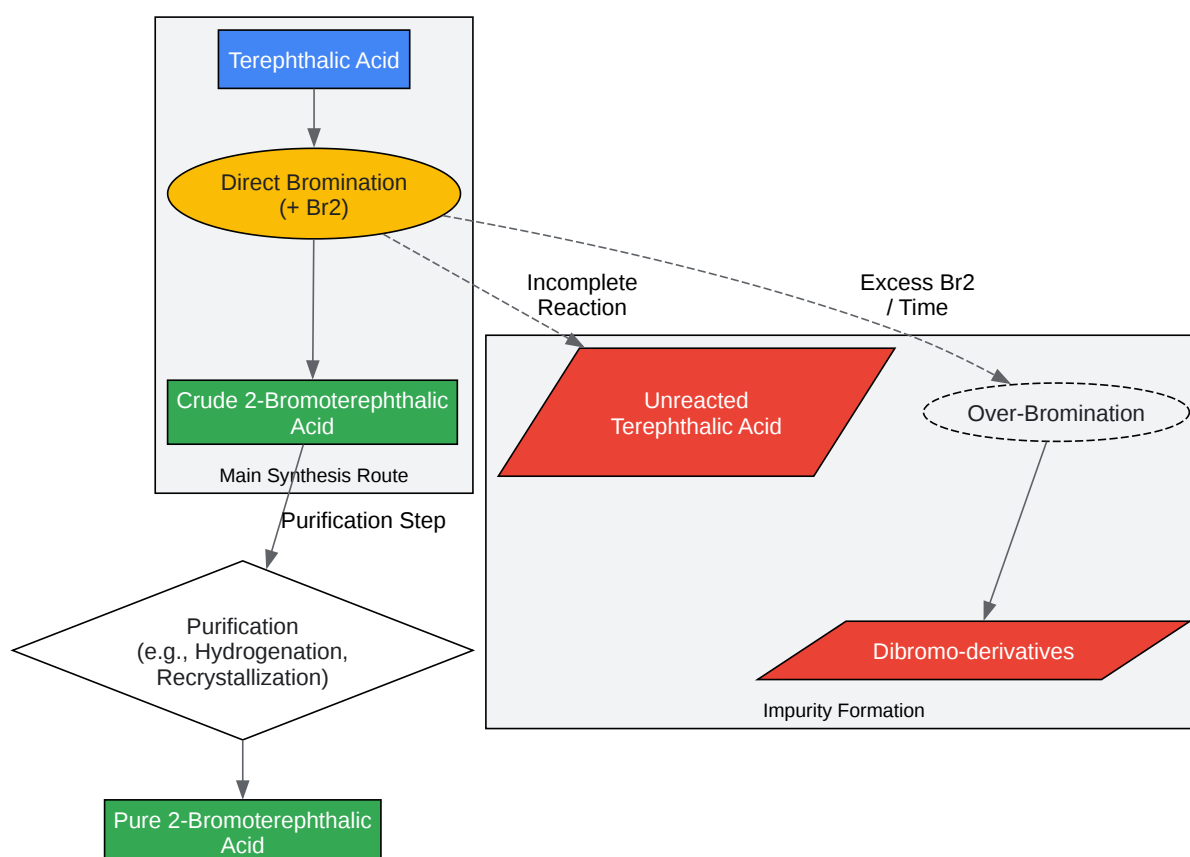 Terephthalic Acid
Direct Bromination
(+ Br2)
Incomplete
Reaction
Excess Br2
/ Time
Crude 2-Bromoterephthalic
Acid
Main Synthesis Route
Unreacted
Terephthalic Acid
Over-Bromination
Purification Step
Purification
(e.g., Hydrogenation,
Recrystallization)
Dibromo-derivatives
Impurity Formation
Pure 2-Bromoterephthalic
Acid